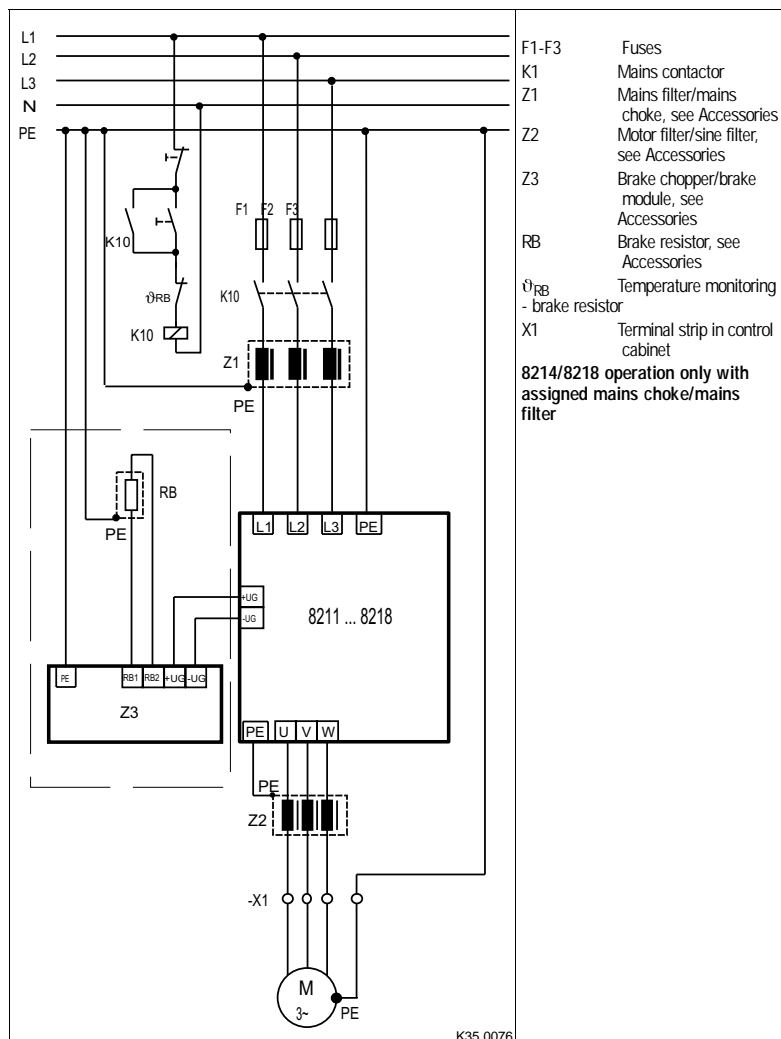 L1
L2
L3
N
PE
F1 F2 F3
K10
ϑRB
K10
K10
Z1
PE
RB
PE
L1 L2 L3 PE
+UG
-UG
8211 ... 8218
PE RB1 RB2 +UG -UG
Z3
PE U V W
PE
Z2
-X1
M
3~
PE
K35.0076
F1-F3 Fuses
K1 Mains contactor
Z1 Mains filter/mains
choke, see Accessories
Z2 Motor filter/sine filter,
see Accessories
Z3 Brake chopper/brake
module, see
Accessories
RB Brake resistor, see
Accessories
ϑRB Temperature monitoring
- brake resistor
X1 Terminal strip in control
cabinet
8214/8218 operation only with
assigned mains choke/mains
filter